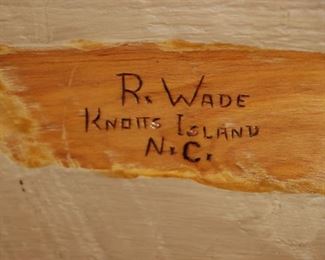 R. WADE
KNOTTS ISLAND
N.C.